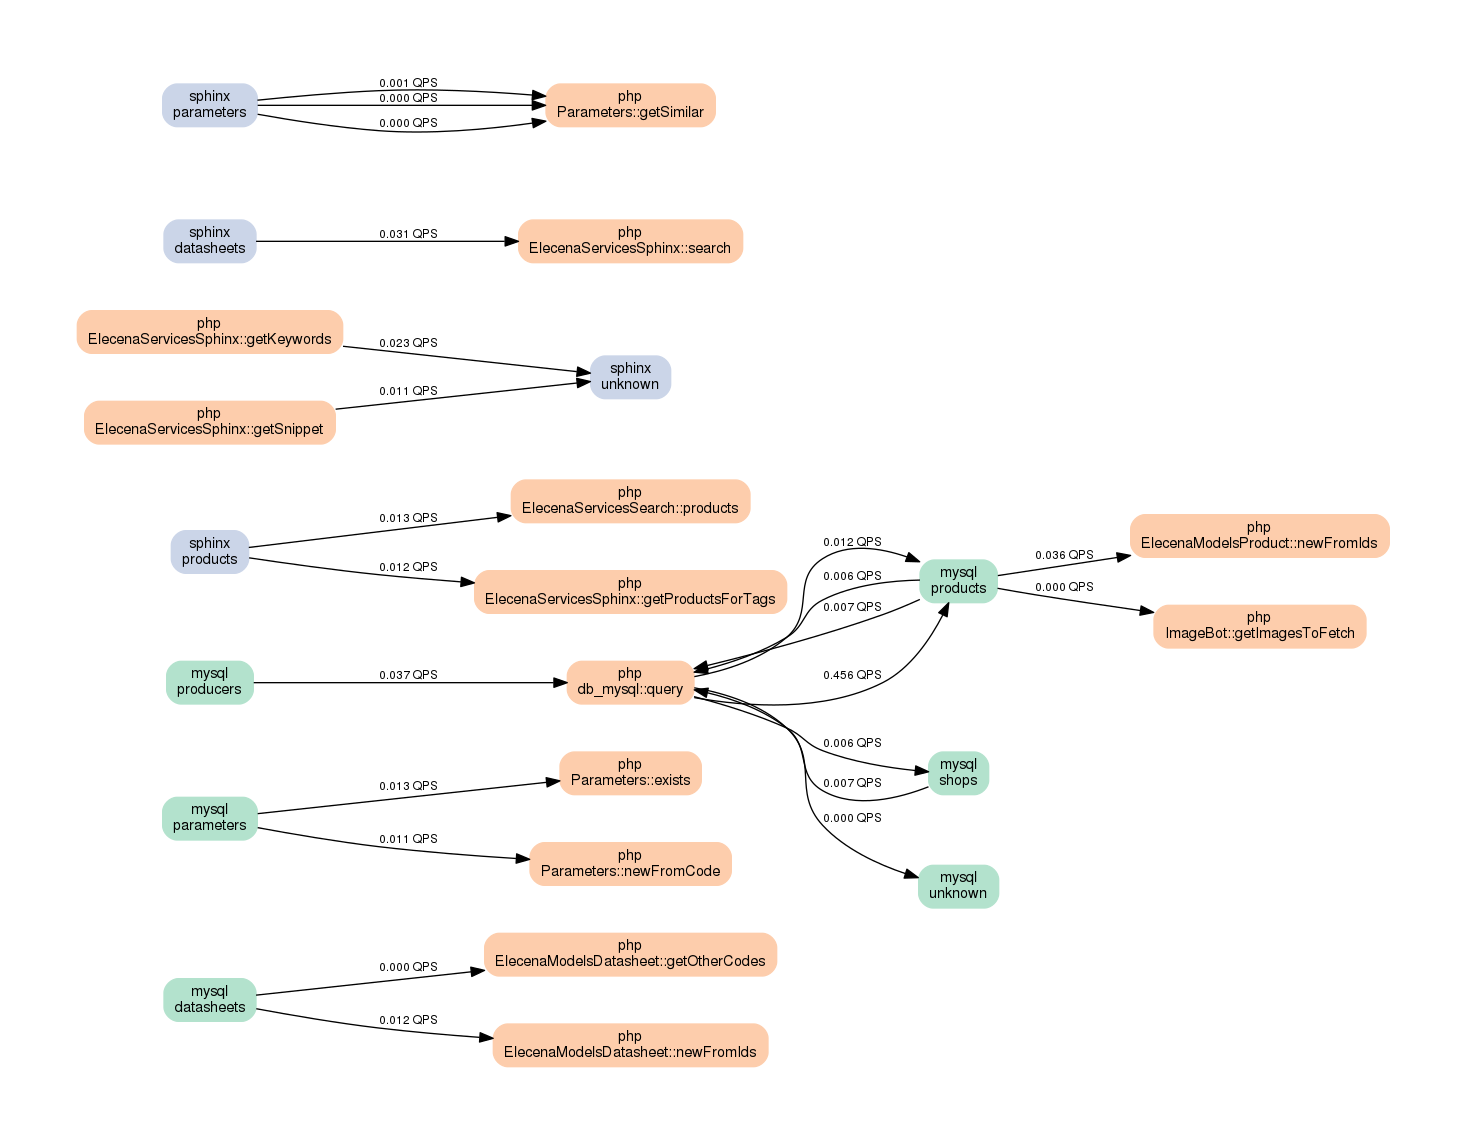 sphinx
parameters
0.001 QPS
0.000 QPS
0.000 QPS
php
Parameters::getSimilar
sphinx
datasheets
0.031 QPS
php
ElecenaServicesSphinx::search
php
ElecenaServicesSphinx::getKeywords
0.023 QPS
sphinx
unknown
php
ElecenaServicesSphinx::getSnippet
0.011 QPS
sphinx
products
0.013 QPS
php
ElecenaServicesSearch::products
0.012 QPS
php
ElecenaServicesSphinx::getProductsForTags
mysql
producers
0.037 QPS
php
db_mysql::query
0.012 QPS
0.006 QPS
0.007 QPS
0.456 QPS
mysql
products
0.036 QPS
php
ElecenaModelsProduct::newFromIds
0.000 QPS
php
ImageBot::getImagesToFetch
0.006 QPS
0.007 QPS
mysql
shops
0.000 QPS
mysql
unknown
mysql
parameters
0.013 QPS
php
Parameters::exists
0.011 QPS
php
Parameters::newFromCode
mysql
datasheets
0.000 QPS
php
ElecenaModelsDatasheet::getOtherCodes
0.012 QPS
php
ElecenaModelsDatasheet::newFromIds